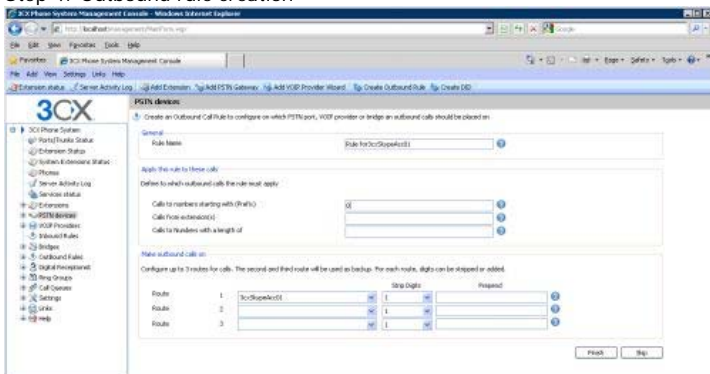 Step 4: Outbound rule creation
3CX Phone System Management Console - Windows Internet Explorer
http://localhost/management/MainForm.wgx
Google
File Edit View Favorites Tools Help
Favorites 3CX Phone System Management Console
Page Safety Tools
File Add View Settings Links Help
Extension status Server Activity Log Add Extension Add PSTN Gateway Add VOIP Provider Wizard Create Outbound Rule Create DID
3CX
PSTN devices
Create an Outbound Call Rule to configure on which PSTN port, VOIP provider or bridge an outbound calls should be placed on
General
Rule Name
Rule for3cxSkypeAcc01
Apply this rule to these calls
Define to which outbound calls the rule must apply
Calls to numbers starting with (Prefix)
Calls from extension(s)
Calls to Numbers with a length of
Make outbound calls on
Configure up to 3 routes for calls. The second and third route will be used as backup. For each route, digits can be stripped or added.
Strip Digits Prepend
Route 1 3cxSkypeAcc01 1
Route 2 1
Route 3 1
Finish Skip
3CX Phone System
Ports/Trunks Status
Extension Status
System Extensions Status
Phones
Server Activity Log
Services status
Extensions
PSTN devices
VOIP Providers
Inbound Rules
Bridges
Outbound Rules
Digital Receptionist
Ring Groups
Call Queues
Settings
Links
Help